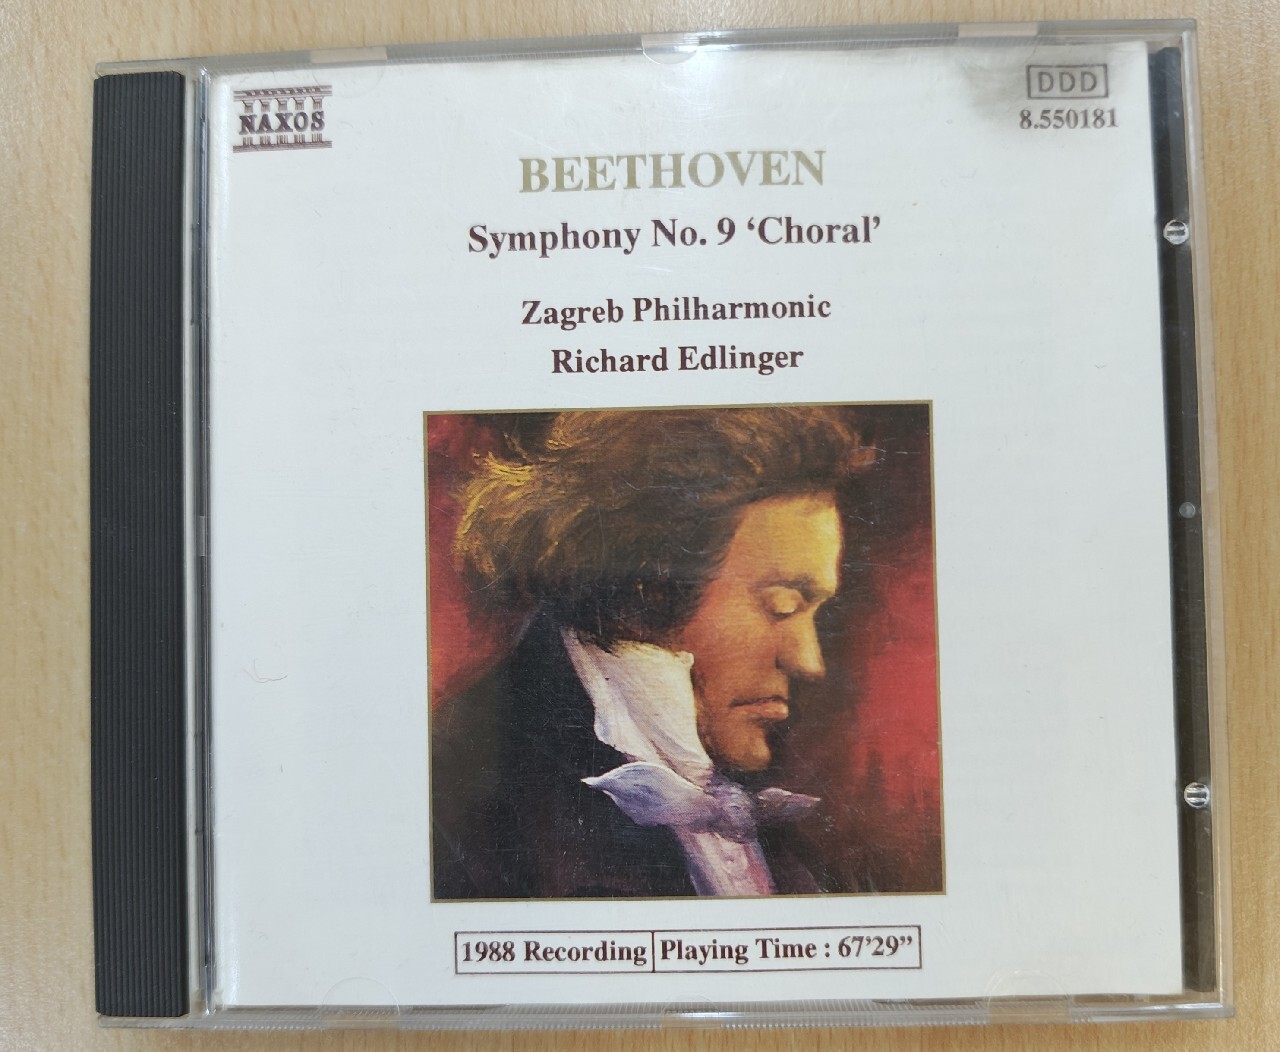 NAXOS
DDD
8.550181
BEETHOVEN
Symphony No. 9 ‘Choral’
Zagreb Philharmonic
Richard Edlinger
1988 Recording
Playing Time : 67’29”